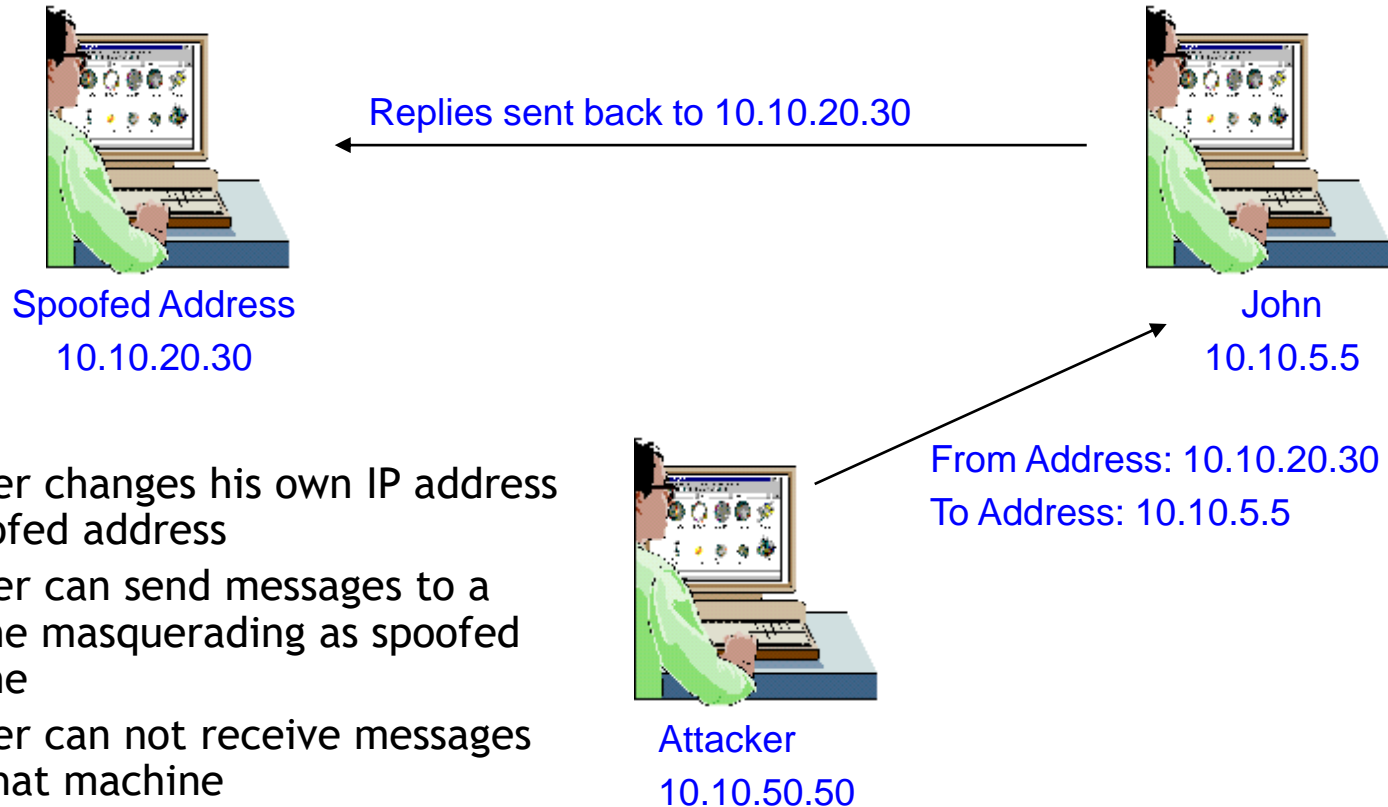 Replies sent back to 10.10.20.30
Spoofed Address
10.10.20.30
John
10.10.5.5
From Address: 10.10.20.30
To Address: 10.10.5.5
er changes his own IP address
ofed address
er can send messages to a
ne masquerading as spoofed
ne
er can not receive messages
hat machine
Attacker
10.10.50.50